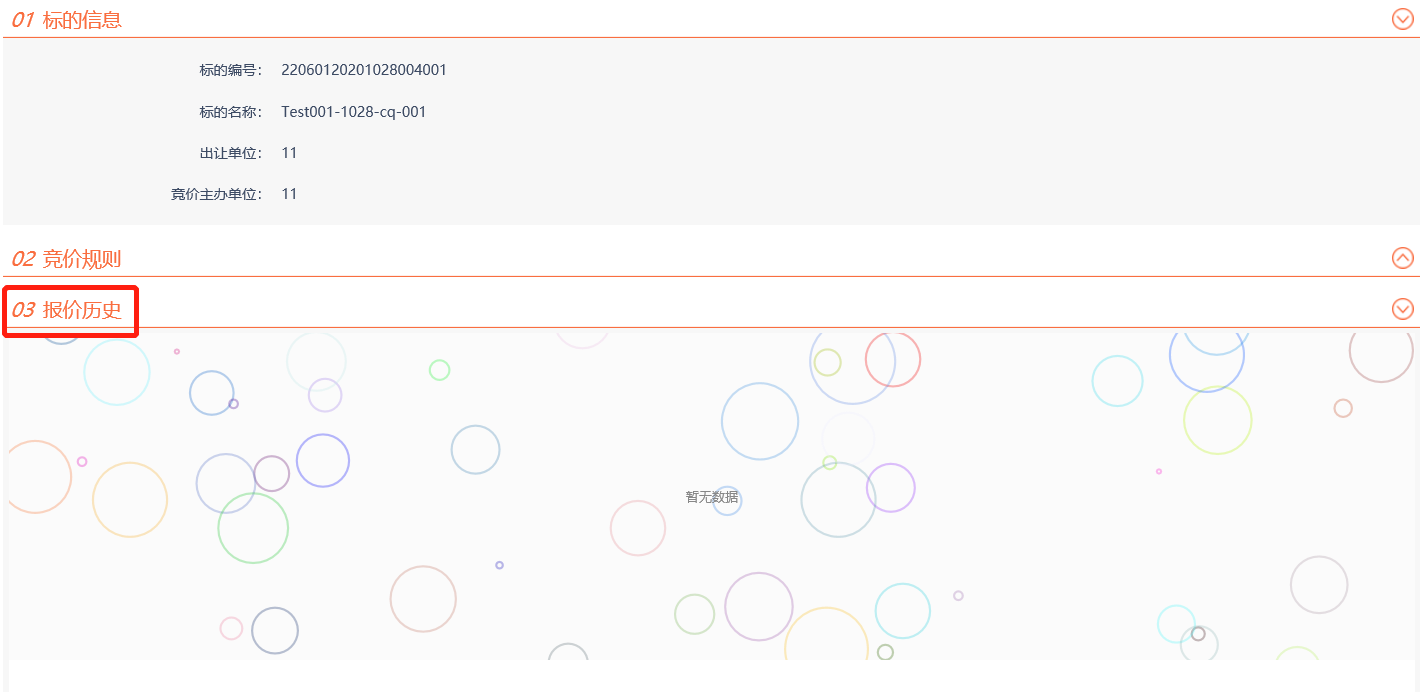 01 标的信息
标的编号： 22060120201028004001
标的名称： Test001-1028-cq-001
出让单位： 11
竞价主办单位： 11
02 竞价规则
03 报价历史
暂无数据